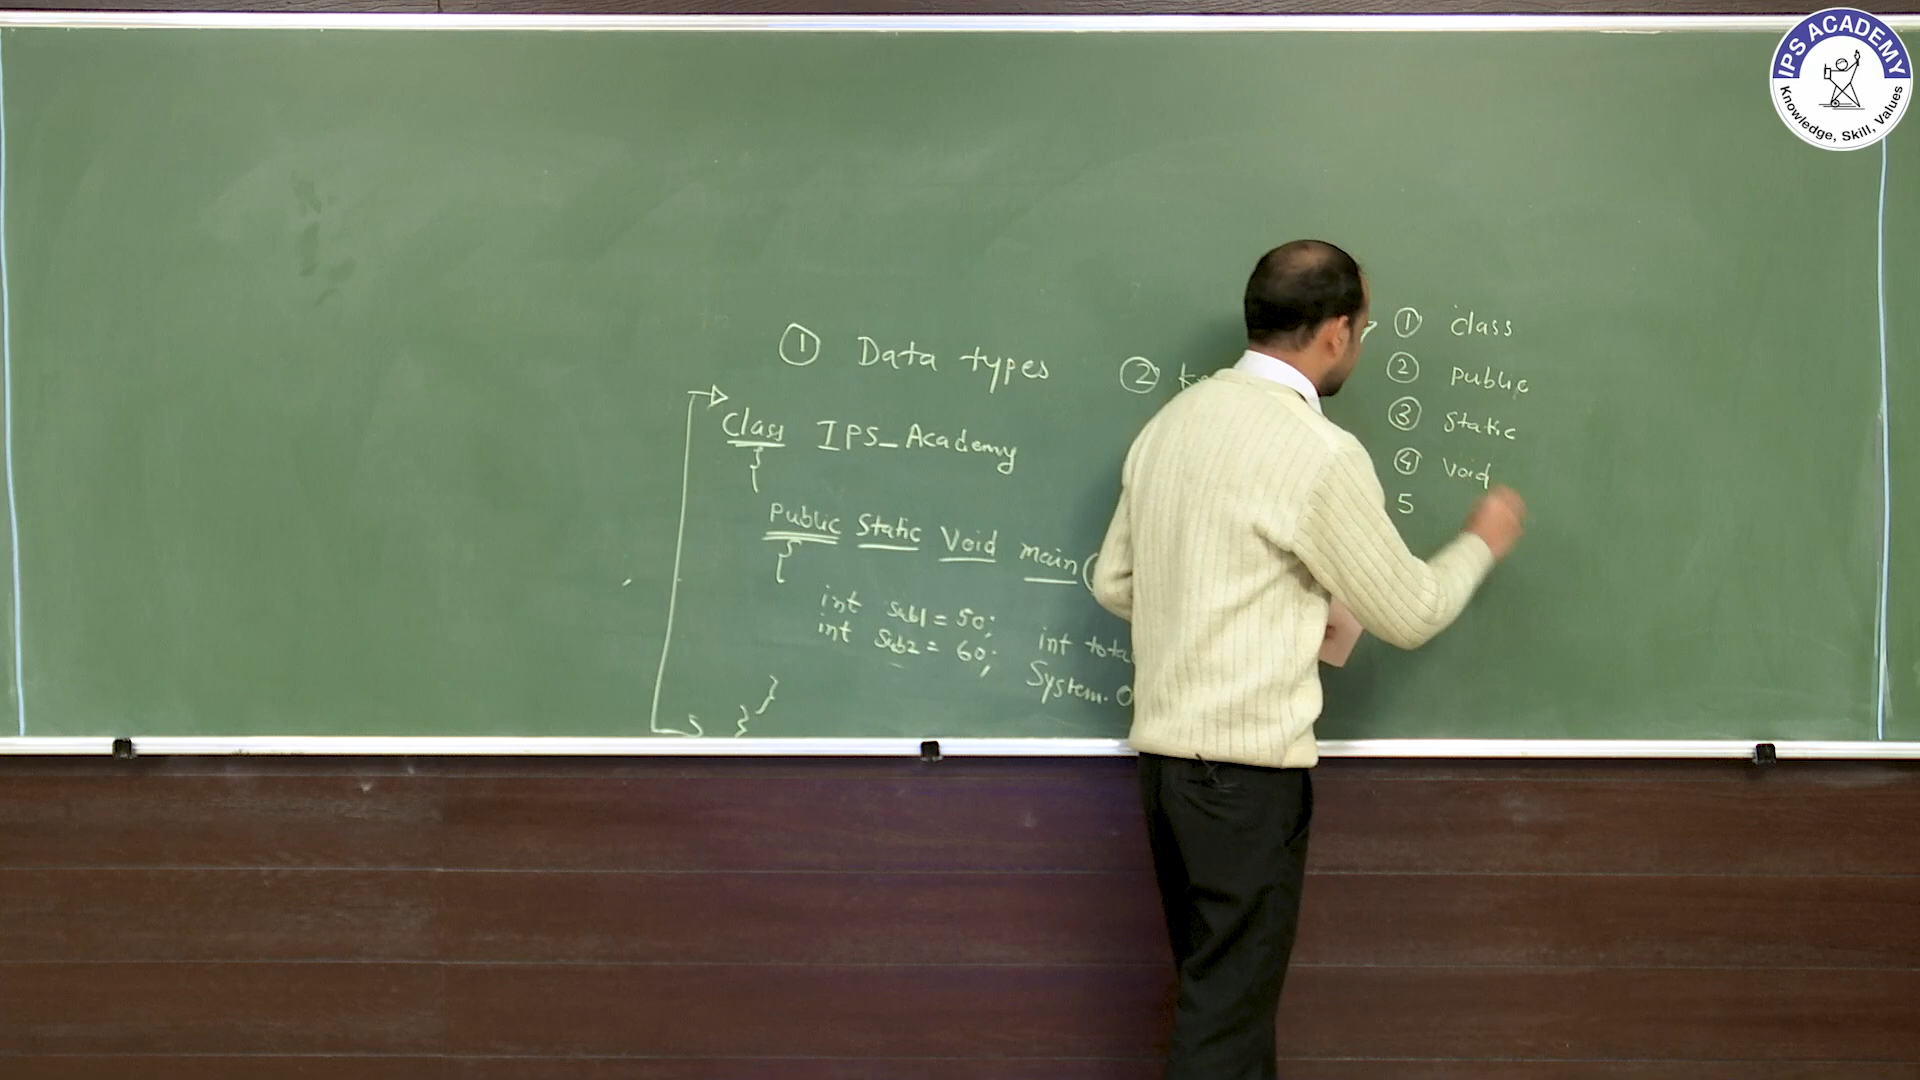 IPS ACADEMY
Knowledge, Skill, Values
① Data types ②
Class IPS_Academy
{
Public Static Void main (
{
int sub1 = 50;
int sub2 = 60; int tota
System.o
}
}
① class
② public
③ static
④ void
5